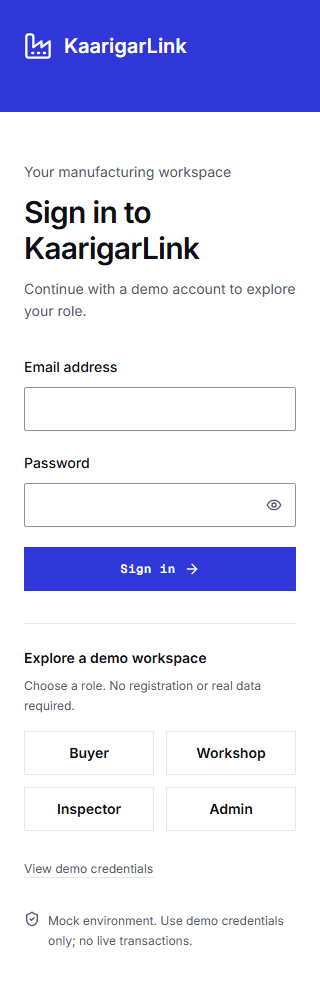 KaarigarLink
Your manufacturing workspace
Sign in to
KaarigarLink
Continue with a demo account to explore
your role.
Email address
Password
Sign in
Explore a demo workspace
Choose a role. No registration or real data
required.
Buyer
Workshop
Inspector
Admin
View demo credentials
Mock environment. Use demo credentials
only; no live transactions.